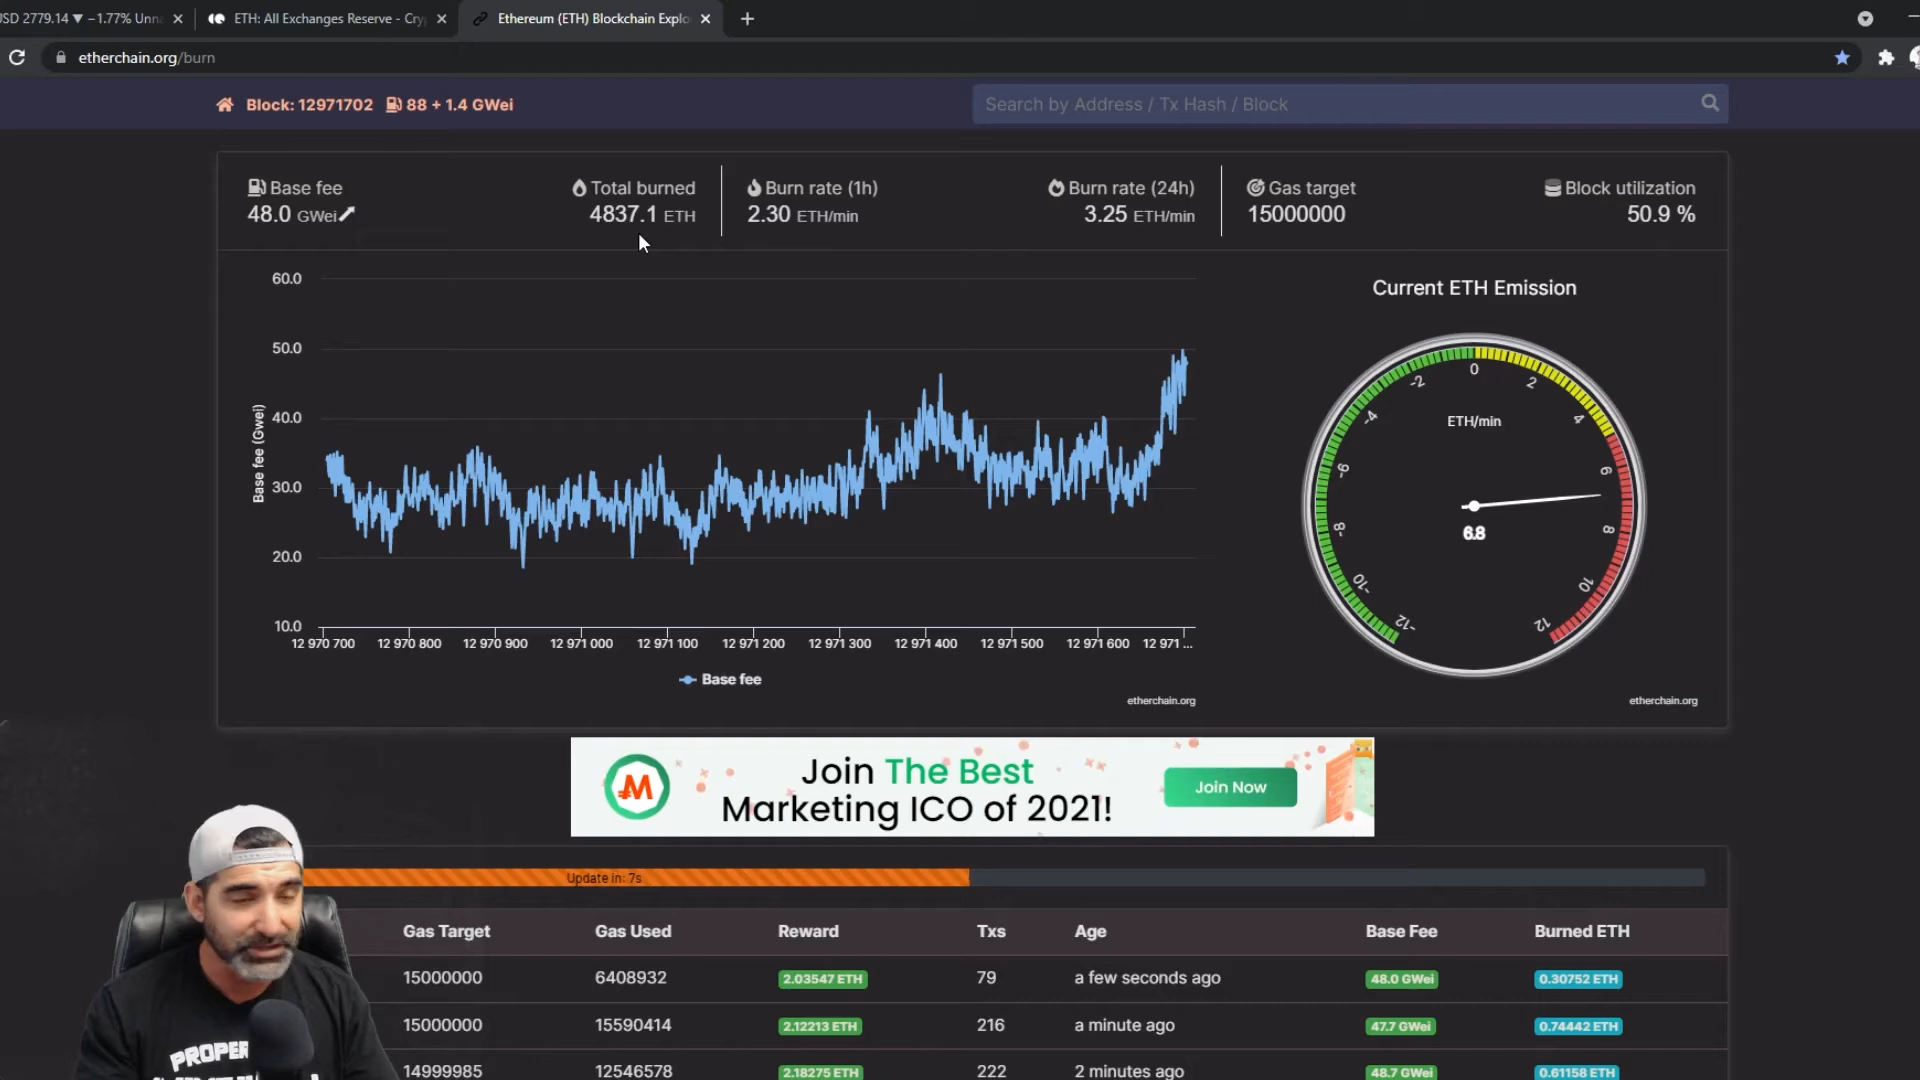 USD 2779.14 ▼ −1.77% Unna
ETH: All Exchanges Reserve - Cry
Ethereum (ETH) Blockchain Explo
etherchain.org/burn
Block: 12971702 88 + 1.4 GWei
Search by Address / Tx Hash / Block
Base fee
48.0 GWei
Total burned
4837.1 ETH
Burn rate (1h)
2.30 ETH/min
Burn rate (24h)
3.25 ETH/min
Gas target
15000000
Block utilization
50.9 %
60.0
50.0
40.0
30.0
20.0
10.0
Base fee (Gwei)
12 970 700 12 970 800 12 970 900 12 971 000 12 971 100 12 971 200 12 971 300 12 971 400 12 971 500 12 971 600 12 971 ...
Base fee
etherchain.org
Current ETH Emission
-12 -10 -8 -6 -4 -2 0 2 4 6 8 10 12
ETH/min
6.8
etherchain.org
Join The Best
Marketing ICO of 2021!
Join Now
Update in: 7s
Gas Target Gas Used Reward Txs Age Base Fee Burned ETH
15000000 6408932 2.03547 ETH 79 a few seconds ago 48.0 GWei 0.30752 ETH
15000000 15590414 2.12213 ETH 216 a minute ago 47.7 GWei 0.74442 ETH
14999985 12546578 2.18275 ETH 222 2 minutes ago 48.7 GWei 0.61158 ETH
PROPER